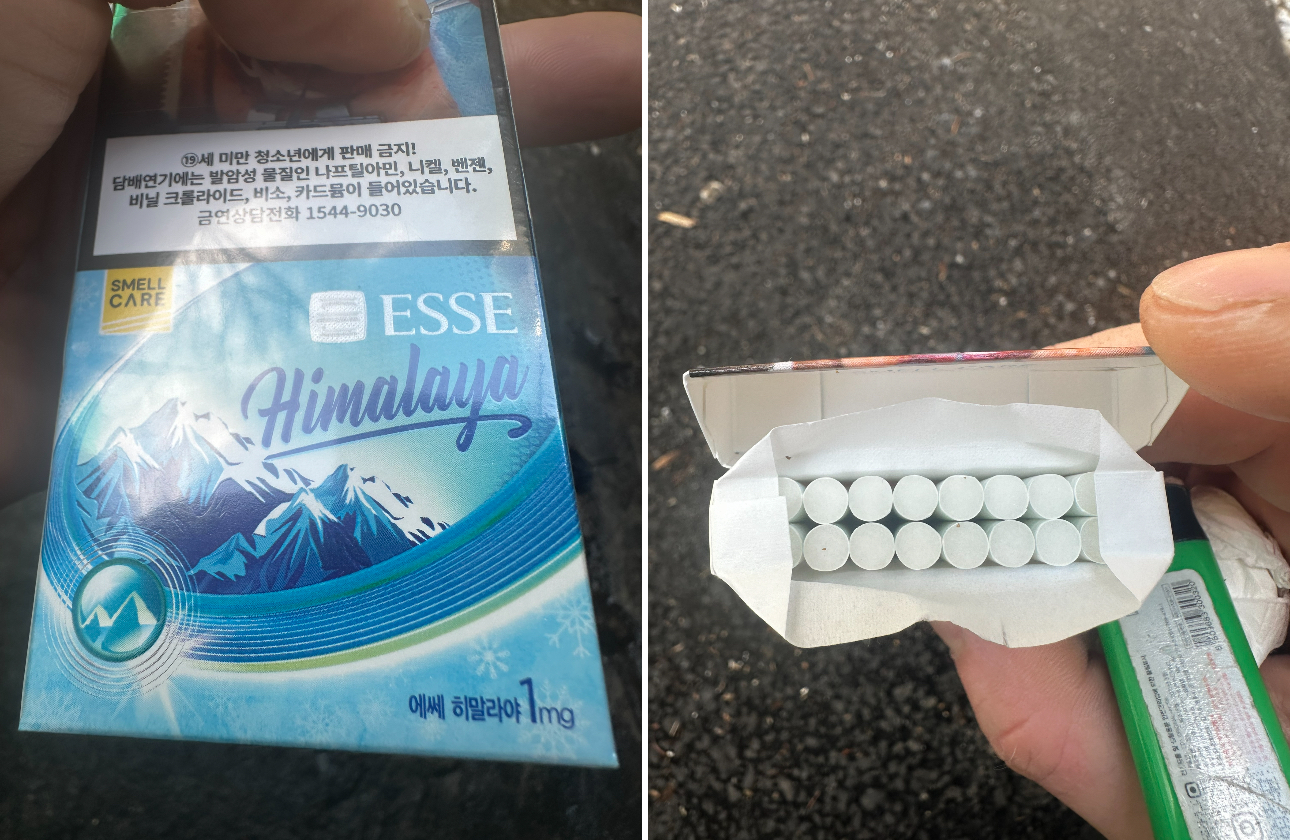 ⑲세 미만 청소년에게 판매 금지!
담배연기에는 발암성 물질인 나프틸아민, 니켈, 벤젠,
비닐 크롤라이드, 비소, 카드뮴이 들어있습니다.
금연상담전화 1544-9030
SMELL
CARE
ESSE
Himalaya
에쎄 히말라야 1mg